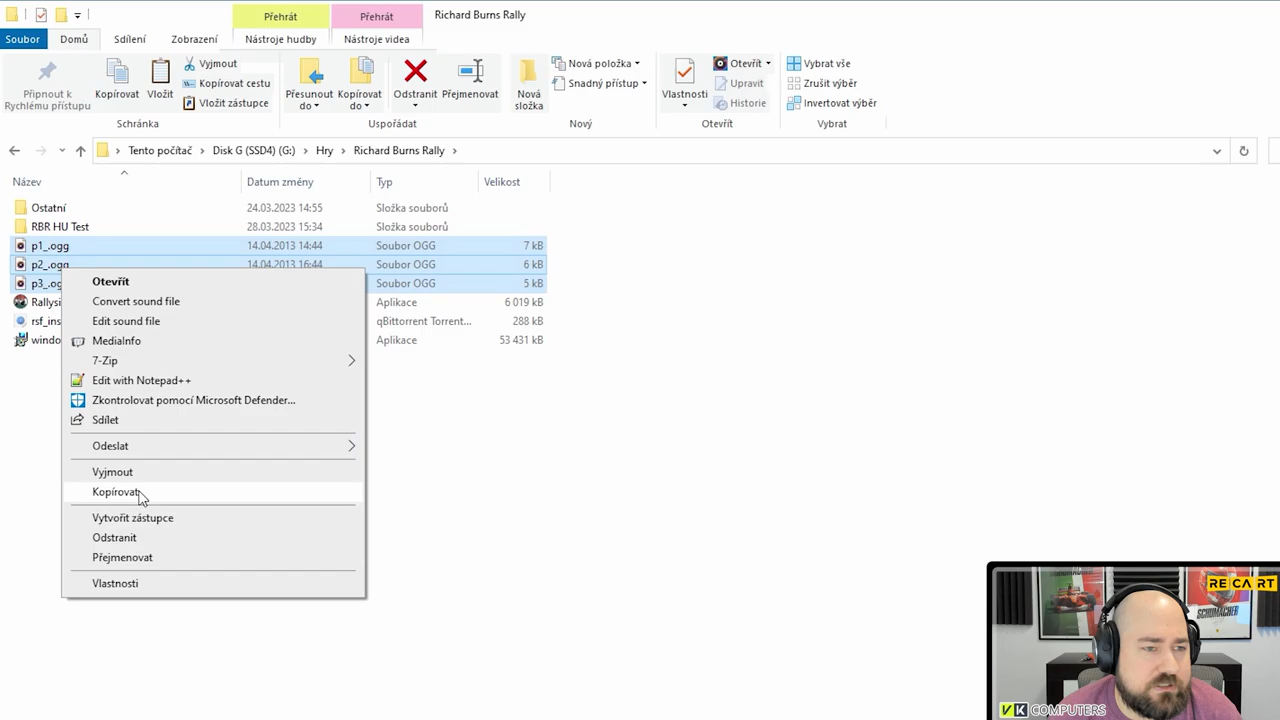 Přehrát
Přehrát
Richard Burns Rally
Soubor
Domů
Sdílení
Zobrazení
Nástroje hudby
Nástroje videa
Připnout k
Rychlému přístupu
Kopírovat
Vložit
Vyjmout
Kopírovat cestu
Vložit zástupce
Schránka
Přesunout
do
Kopírovat
do
Odstranit
Přejmenovat
Uspořádat
Nová
složka
Nová položka
Snadný přístup
Nový
Vlastnosti
Otevřít
Upravit
Historie
Otevřít
Vybrat vše
Zrušit výběr
Invertovat výběr
Vybrat
Tento počítač
Disk G (SSD4) (G:)
Hry
Richard Burns Rally
Název
Datum změny
Typ
Velikost
Ostatní 24.03.2023 14:55 Složka souborů
RBR HU Test 28.03.2023 15:34 Složka souborů
p1_.ogg 14.04.2013 14:44 Soubor OGG 7 kB
p2_.ogg 14.04.2013 16:44 Soubor OGG 6 kB
Soubor OGG 5 kB
Aplikace 6 019 kB
qBittorrent Torrent... 288 kB
Aplikace 53 431 kB
Otevřít
Convert sound file
Edit sound file
MediaInfo
7-Zip
Edit with Notepad++
Zkontrolovat pomocí Microsoft Defender...
Sdílet
Odeslat
Vyjmout
Kopírovat
Vytvořit zástupce
Odstranit
Přejmenovat
Vlastnosti
RECART
SCHUMACHER
VK COMPUTERS